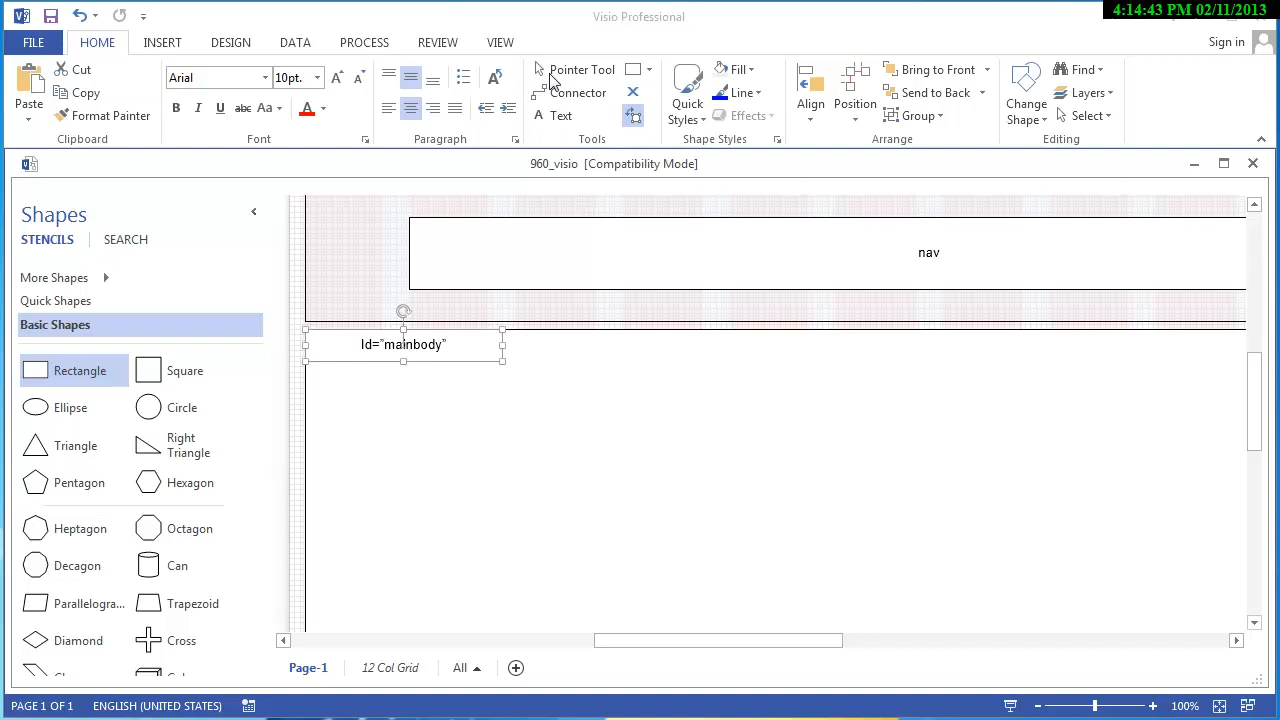 4:14:43 PM 02/11/2013
Visio Professional
FILE HOME INSERT DESIGN DATA PROCESS REVIEW VIEW
Sign in
Paste
Cut
Copy
Format Painter
Clipboard
Arial 10pt. A A
B I U abc Aa A
Font
A
Paragraph
Pointer Tool
Connector
A Text
Tools
Quick
Styles
Fill
Line
Effects
Shape Styles
Align
Position
Bring to Front
Send to Back
Group
Arrange
Change
Shape
Find
Layers
Select
Editing
960_visio [Compatibility Mode]
Shapes
STENCILS SEARCH
More Shapes
Quick Shapes
Basic Shapes
Rectangle Square
Ellipse Circle
Triangle Right
Triangle
Pentagon Hexagon
Heptagon Octagon
Decagon Can
Parallelogra... Trapezoid
Diamond Cross
nav
Id="mainbody"
Page-1 12 Col Grid All
PAGE 1 OF 1 ENGLISH (UNITED STATES) 100%